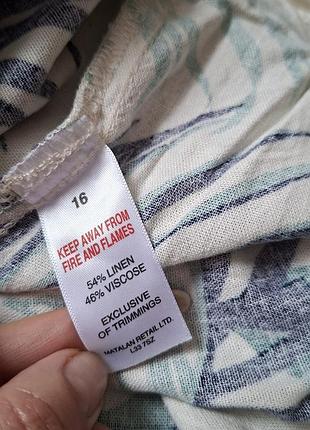 16
KEEP AWAY FROM
FIRE AND FLAMES
54% LINEN
46% VISCOSE
EXCLUSIVE
OF TRIMMINGS
MATALAN RETAIL LTD.
L33 7SZ